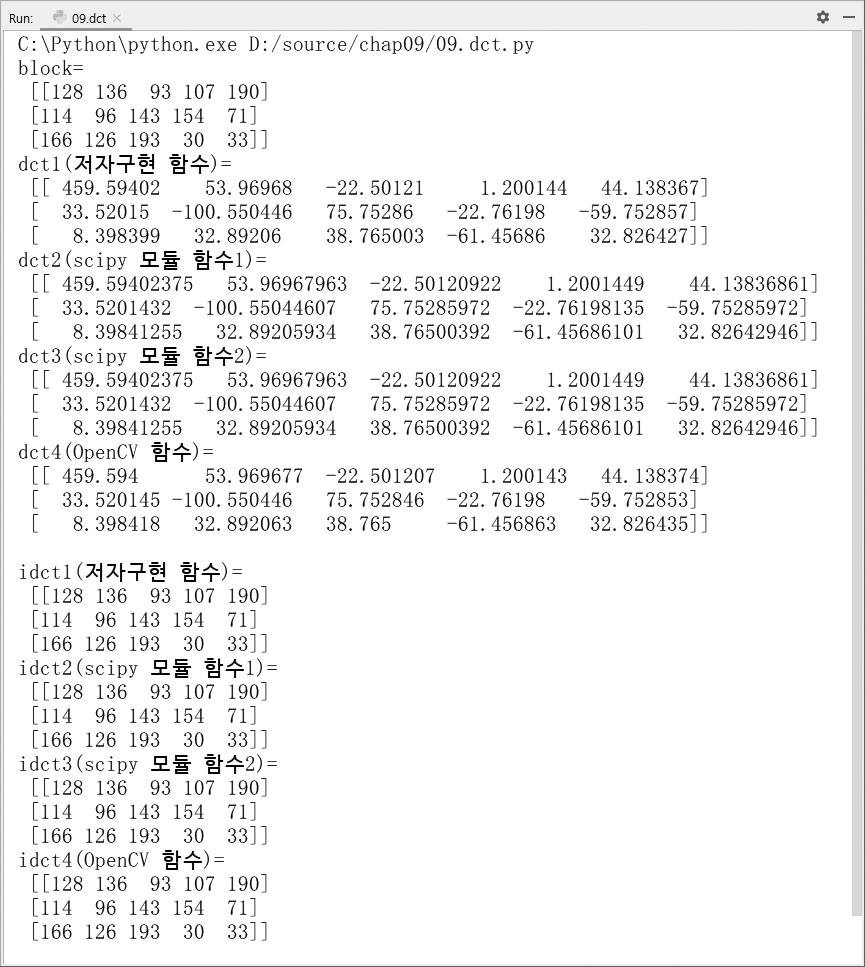 Run: 09.dct ×
C:\Python\python.exe D:/source/chap09/09.dct.py
block=
[[128 136  93 107 190]
[114  96 143 154  71]
[166 126 193  30  33]]
dct1(저자구현 함수)=
[[ 459.59402    53.96968   -22.50121     1.200144   44.138367]
[  33.52015  -100.550446   75.75286   -22.76198   -59.752857]
[   8.398399   32.89206    38.765003  -61.45686    32.826427]]
dct2(scipy 모듈 함수1)=
[[ 459.59402375   53.96967963  -22.50120922    1.2001449    44.13836861]
[  33.5201432  -100.55044607   75.75285972  -22.76198135  -59.75285972]
[   8.39841255   32.89205934   38.76500392  -61.45686101   32.82642946]]
dct3(scipy 모듈 함수2)=
[[ 459.59402375   53.96967963  -22.50120922    1.2001449    44.13836861]
[  33.5201432  -100.55044607   75.75285972  -22.76198135  -59.75285972]
[   8.39841255   32.89205934   38.76500392  -61.45686101   32.82642946]]
dct4(OpenCV 함수)=
[[ 459.594      53.969677  -22.501207    1.200143   44.138374]
[  33.520145 -100.550446   75.752846  -22.76198   -59.752853]
[   8.398418   32.892063   38.765     -61.456863   32.826435]]
idct1(저자구현 함수)=
[[128 136  93 107 190]
[114  96 143 154  71]
[166 126 193  30  33]]
idct2(scipy 모듈 함수1)=
[[128 136  93 107 190]
[114  96 143 154  71]
[166 126 193  30  33]]
idct3(scipy 모듈 함수2)=
[[128 136  93 107 190]
[114  96 143 154  71]
[166 126 193  30  33]]
idct4(OpenCV 함수)=
[[128 136  93 107 190]
[114  96 143 154  71]
[166 126 193  30  33]]